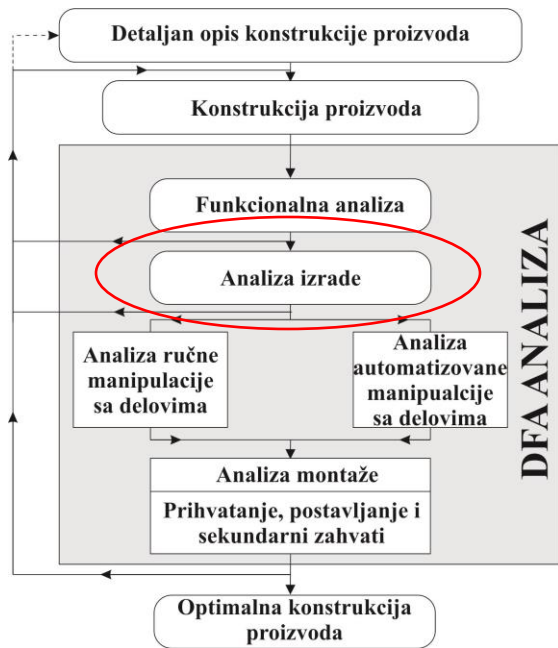 Detaljan opis konstrukcije proizvoda
Konstrukcija proizvoda
Funkcionalna analiza
Analiza izrade
Analiza ručne
manipulacije
sa delovima
Analiza
automatizovane
manipualcije
sa delovima
Analiza montaže
Prihvatanje, postavljanje i
sekundarni zahvati
Optimalna konstrukcija
proizvoda
DFA ANALIZA